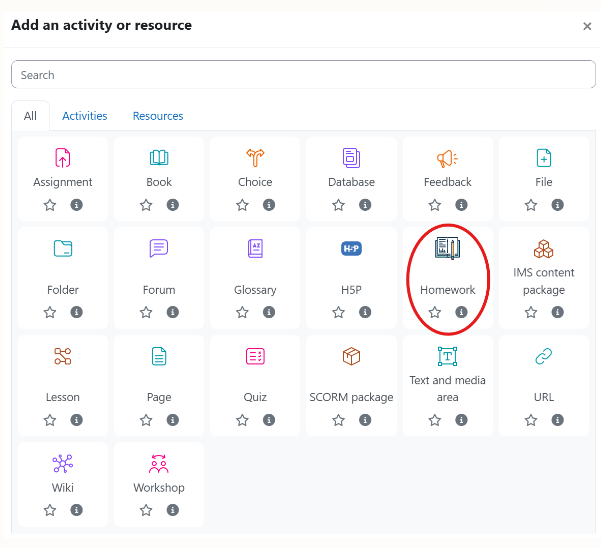 Add an activity or resource
Search
All Activities Resources
Assignment Book Choice Database Feedback File
Folder Forum Glossary H5P Homework IMS content
package
Lesson Page Quiz SCORM package Text and media
area URL
Wiki Workshop